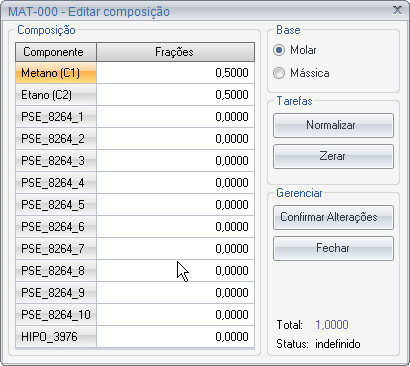 MAT-000 - Editar composição
Composição
Componente Frações
Metano (C1) 0,5000
Etano (C2) 0,5000
PSE_8264_1 0,0000
PSE_8264_2 0,0000
PSE_8264_3 0,0000
PSE_8264_4 0,0000
PSE_8264_5 0,0000
PSE_8264_6 0,0000
PSE_8264_7 0,0000
PSE_8264_8 0,0000
PSE_8264_9 0,0000
PSE_8264_10 0,0000
HIPO_3976 0,0000
Base
Molar
Mássica
Tarefas
Normalizar
Zerar
Gerenciar
Confirmar Alterações
Fechar
Total: 1,0000
Status: indefinido